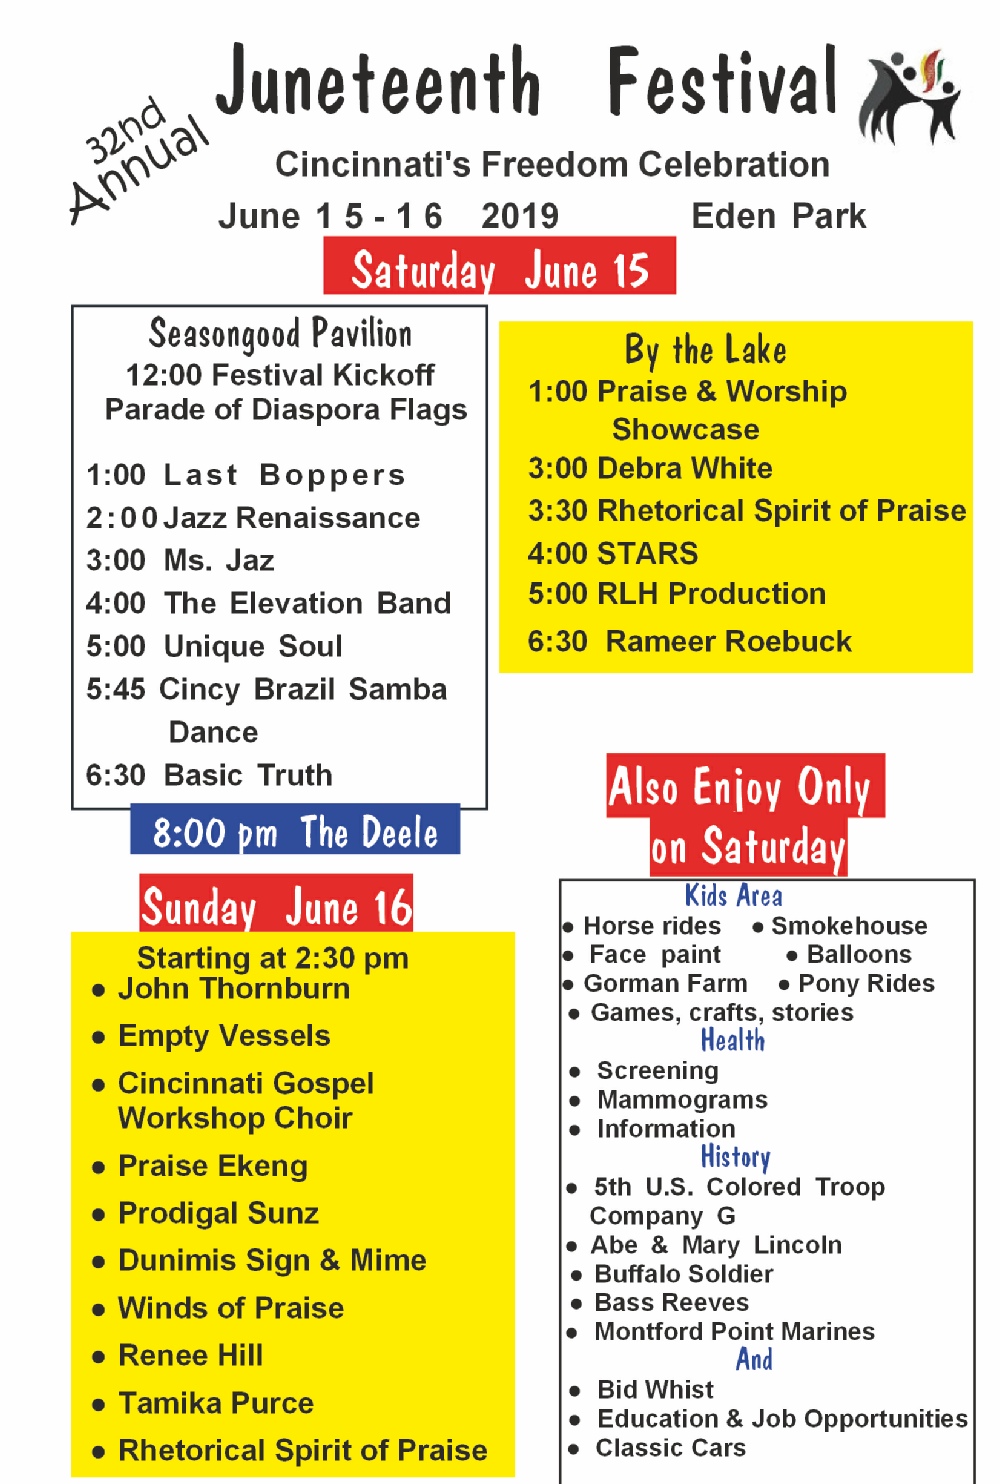 32nd
Annual
Juneteenth Festival
Cincinnati's Freedom Celebration
June 15-16 2019 Eden Park
Saturday June 15
Seasongood Pavilion
12:00 Festival Kickoff
Parade of Diaspora Flags
1:00 Last Boppers
2:00 Jazz Renaissance
3:00 Ms. Jaz
4:00 The Elevation Band
5:00 Unique Soul
5:45 Cincy Brazil Samba
Dance
6:30 Basic Truth
8:00 pm The Deele
By the Lake
1:00 Praise & Worship
Showcase
3:00 Debra White
3:30 Rhetorical Spirit of Praise
4:00 STARS
5:00 RLH Production
6:30 Rameer Roebuck
Sunday June 16
Starting at 2:30 pm
• John Thornburn
• Empty Vessels
• Cincinnati Gospel
Workshop Choir
• Praise Ekeng
• Prodigal Sunz
• Dunimis Sign & Mime
• Winds of Praise
• Renee Hill
• Tamika Purce
• Rhetorical Spirit of Praise
Also Enjoy Only
on Saturday
Kids Area
• Horse rides • Smokehouse
• Face paint • Balloons
• Gorman Farm • Pony Rides
• Games, crafts, stories
Health
• Screening
• Mammograms
• Information
History
• 5th U.S. Colored Troop
Company G
• Abe & Mary Lincoln
• Buffalo Soldier
• Bass Reeves
• Montford Point Marines
And
• Bid Whist
• Education & Job Opportunities
• Classic Cars